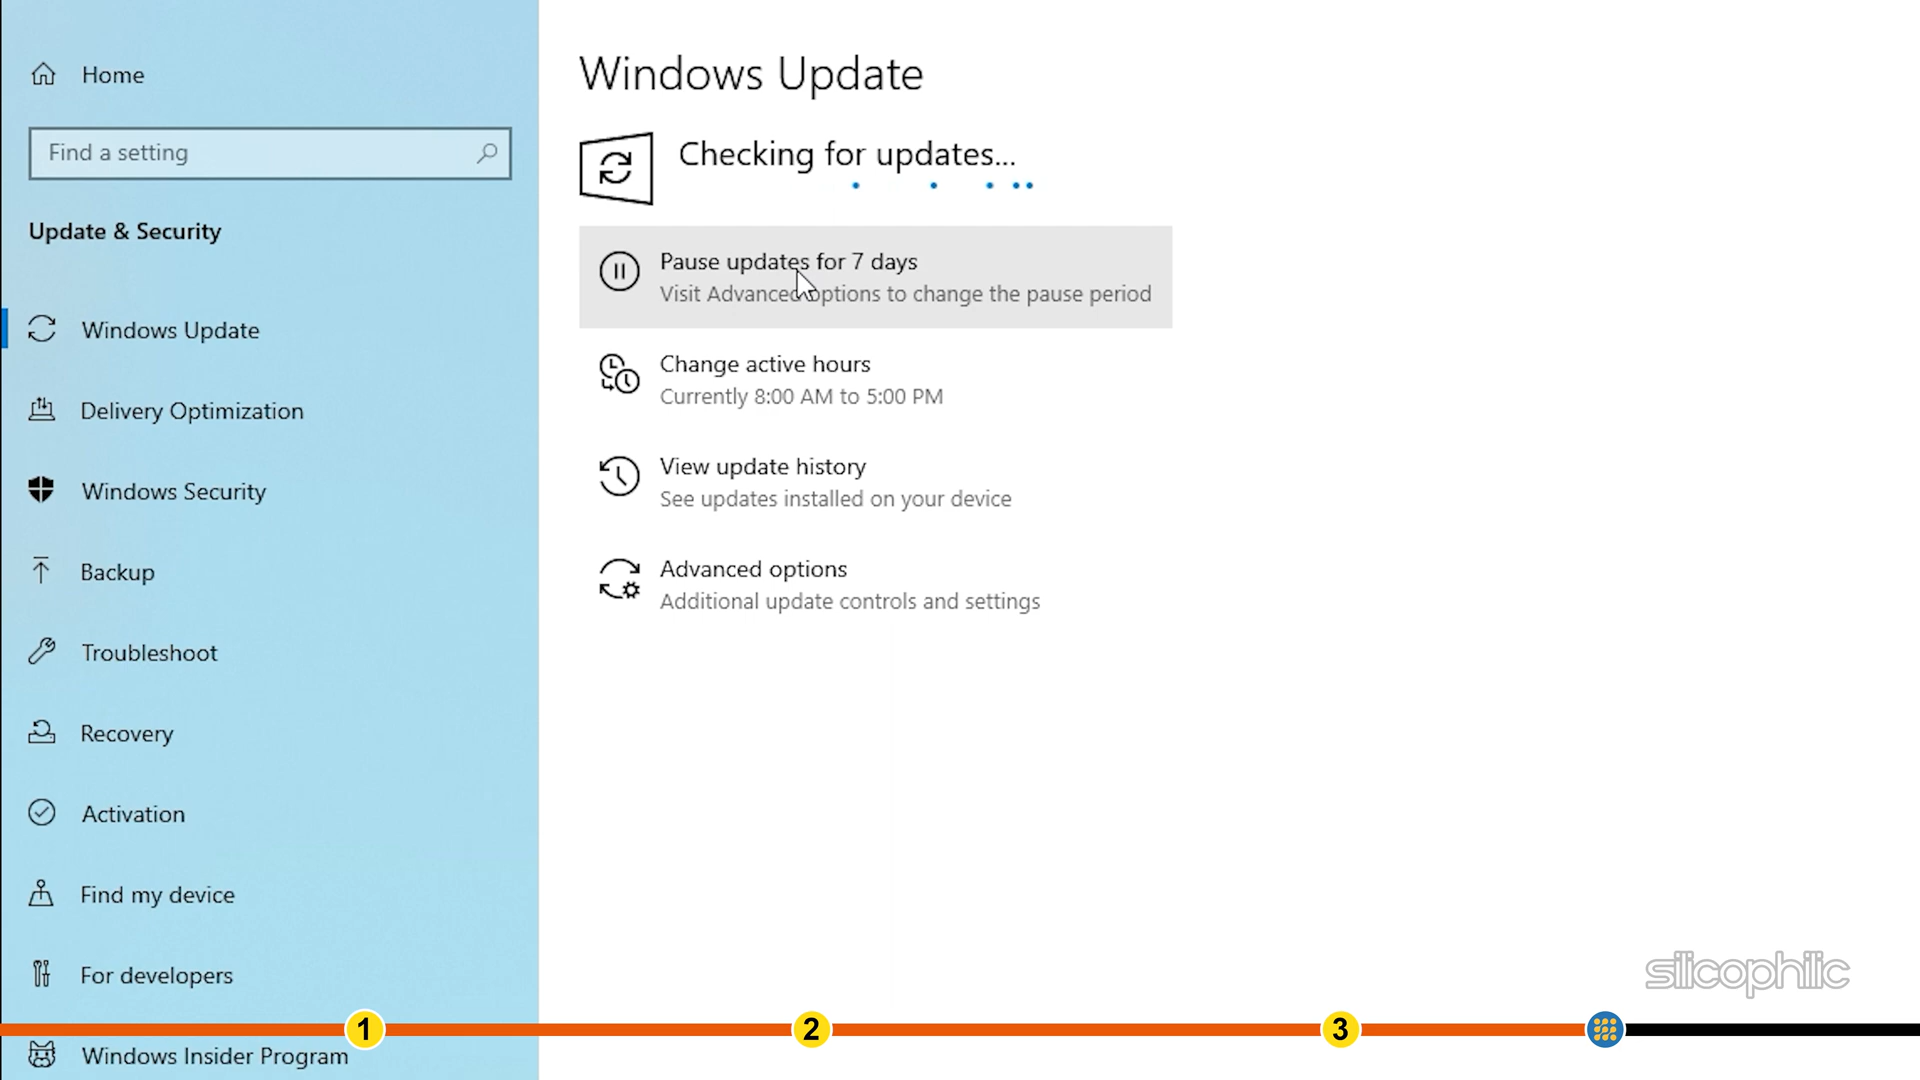 Home
Find a setting
Update & Security
Windows Update
Delivery Optimization
Windows Security
Backup
Troubleshoot
Recovery
Activation
Find my device
For developers
Windows Insider Program
Windows Update
Checking for updates...
Pause updates for 7 days
Visit Advanced options to change the pause period
Change active hours
Currently 8:00 AM to 5:00 PM
View update history
See updates installed on your device
Advanced options
Additional update controls and settings
silicophilic
1
2
3